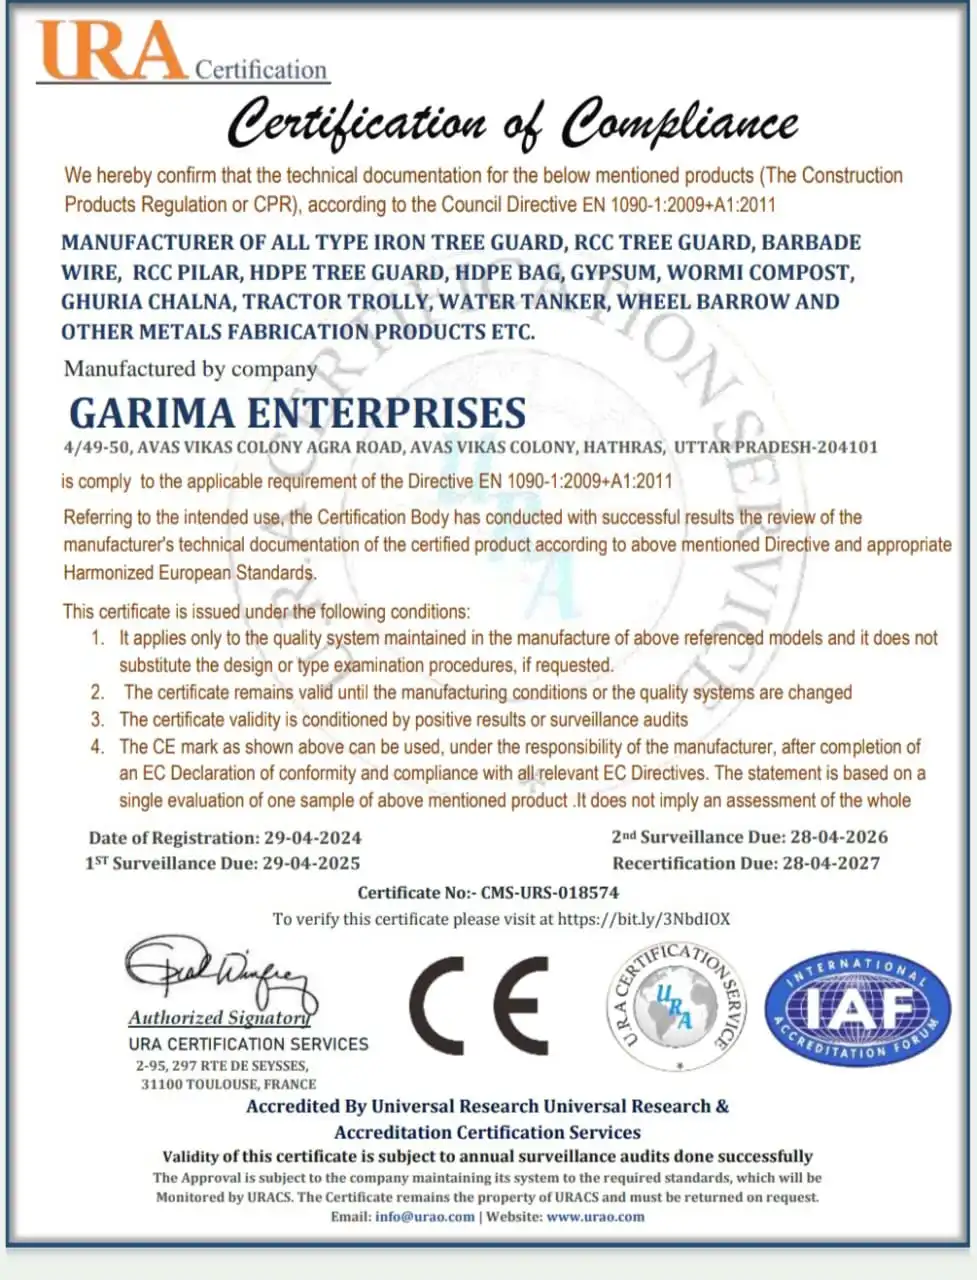 URA Certification
Certification of Compliance
We hereby confirm that the technical documentation for the below mentioned products (The Construction
Products Regulation or CPR), according to the Council Directive EN 1090-1:2009+A1:2011
MANUFACTURER OF ALL TYPE IRON TREE GUARD, RCC TREE GUARD, BARBADE
WIRE, RCC PILAR, HDPE TREE GUARD, HDPE BAG, GYPSUM, WORMI COMPOST,
GHURIA CHALNA, TRACTOR TROLLY, WATER TANKER, WHEEL BARROW AND
OTHER METALS FABRICATION PRODUCTS ETC.
Manufactured by company
GARIMA ENTERPRISES
4/49-50, AVAS VIKAS COLONY AGRA ROAD, AVAS VIKAS COLONY, HATHRAS, UTTAR PRADESH-204101
is comply to the applicable requirement of the Directive EN 1090-1:2009+A1:2011
Referring to the intended use, the Certification Body has conducted with successful results the review of the
manufacturer's technical documentation of the certified product according to above mentioned Directive and appropriate
Harmonized European Standards.
This certificate is issued under the following conditions:
1. It applies only to the quality system maintained in the manufacture of above referenced models and it does not
substitute the design or type examination procedures, if requested.
2. The certificate remains valid until the manufacturing conditions or the quality systems are changed
3. The certificate validity is conditioned by positive results or surveillance audits
4. The CE mark as shown above can be used, under the responsibility of the manufacturer, after completion of
an EC Declaration of conformity and compliance with all relevant EC Directives. The statement is based on a
single evaluation of one sample of above mentioned product .It does not imply an assessment of the whole
Date of Registration: 29-04-2024
2nd Surveillance Due: 28-04-2026
1ST Surveillance Due: 29-04-2025
Recertification Due: 28-04-2027
Certificate No:- CMS-URS-018574
To verify this certificate please visit at https://bit.ly/3NbdIOX
Authorized Signatory
URA CERTIFICATION SERVICES
2-95, 297 RTE DE SEYSSES,
31100 TOULOUSE, FRANCE
CE
URA CERTIFICATION SERVICE
URA
INTERNATIONAL
IAF
ACCREDITATION FORUM
Accredited By Universal Research Universal Research &
Accreditation Certification Services
Validity of this certificate is subject to annual surveillance audits done successfully
The Approval is subject to the company maintaining its system to the required standards, which will be
Monitored by URACS. The Certificate remains the property of URACS and must be returned on request.
Email: info@urao.com | Website: www.urao.com
U.R.A CERTIFICATION SERVICE
URA